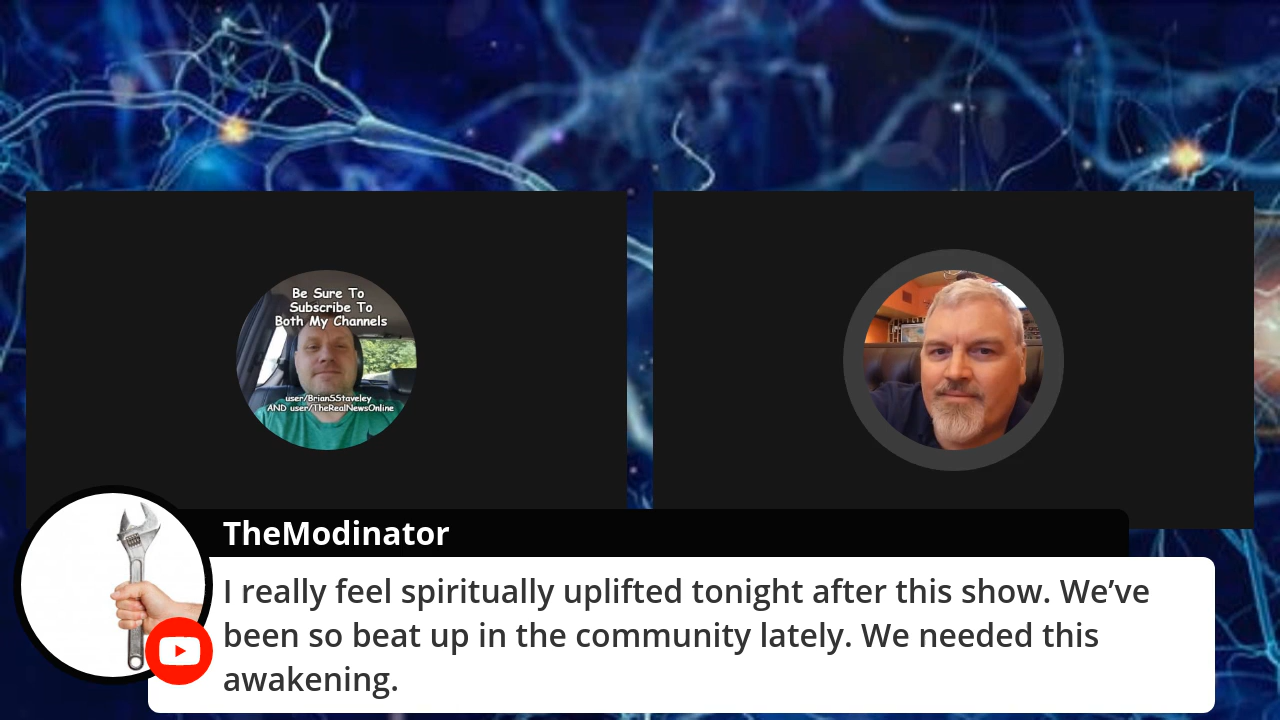 Be Sure To
Subscribe To
Both My Channels
user/BrianSStaveley
AND user/TheRealNewsOnline
TheModinator
I really feel spiritually uplifted tonight after this show. We’ve
been so beat up in the community lately. We needed this
awakening.